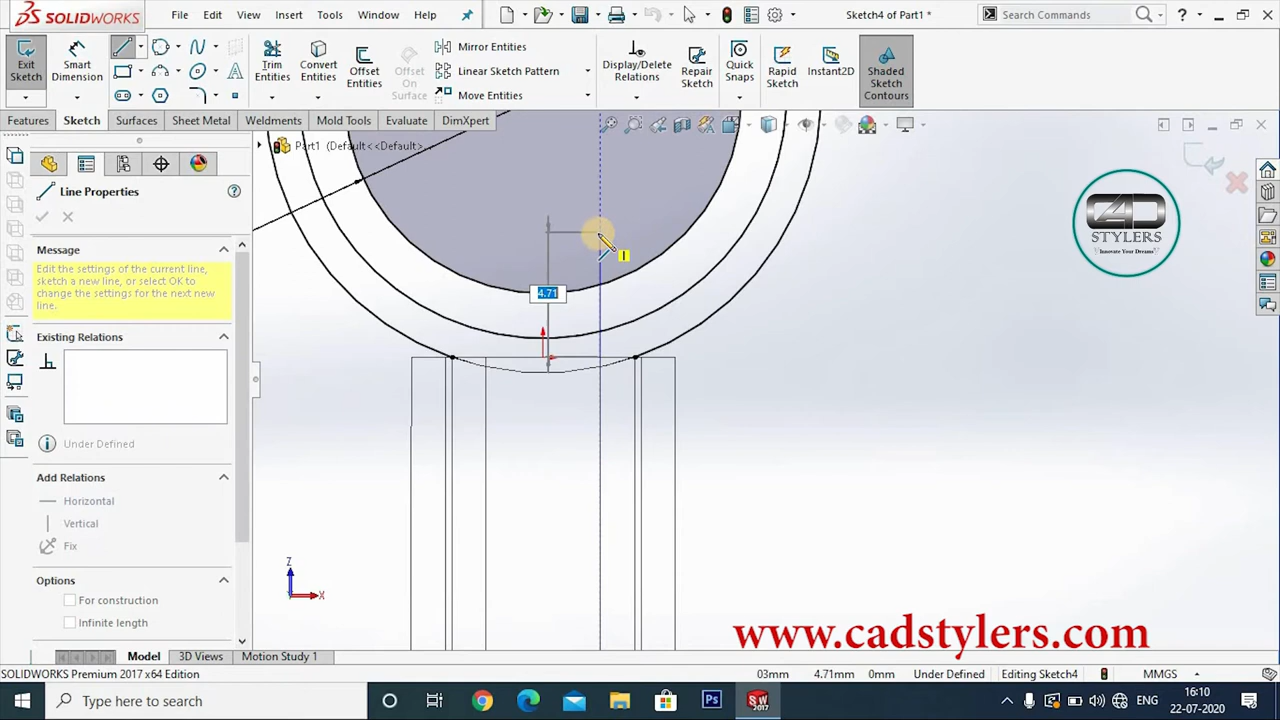 SOLIDWORKS
File
Edit
View
Insert
Tools
Window
Help
Sketch4 of Part1 *
Search Commands
Exit
Sketch
Smart
Dimension
Trim
Entities
Convert
Entities
Offset
Entities
Offset
On
Surface
Mirror Entities
Linear Sketch Pattern
Move Entities
Display/Delete
Relations
Repair
Sketch
Quick
Snaps
Rapid
Sketch
Instant2D
Shaded
Sketch
Contours
Features
Sketch
Surfaces
Sheet Metal
Weldments
Mold Tools
Evaluate
DimXpert
Part1 (Default<<Default>...
Line Properties
Message
Edit the settings of the current line,
sketch a new line, or select OK to
change the settings for the next new
line.
Existing Relations
Under Defined
Add Relations
Horizontal
Vertical
Fix
Options
For construction
Infinite length
4.71
Z
X
CAD
STYLERS
Innovate Your Dreams
www.cadstylers.com
Model
3D Views
Motion Study 1
SOLIDWORKS Premium 2017 x64 Edition
03mm
4.71mm
0mm
Under Defined
Editing Sketch4
MMGS
Type here to search
Ps
SW
2017
ENG
16:10
22-07-2020